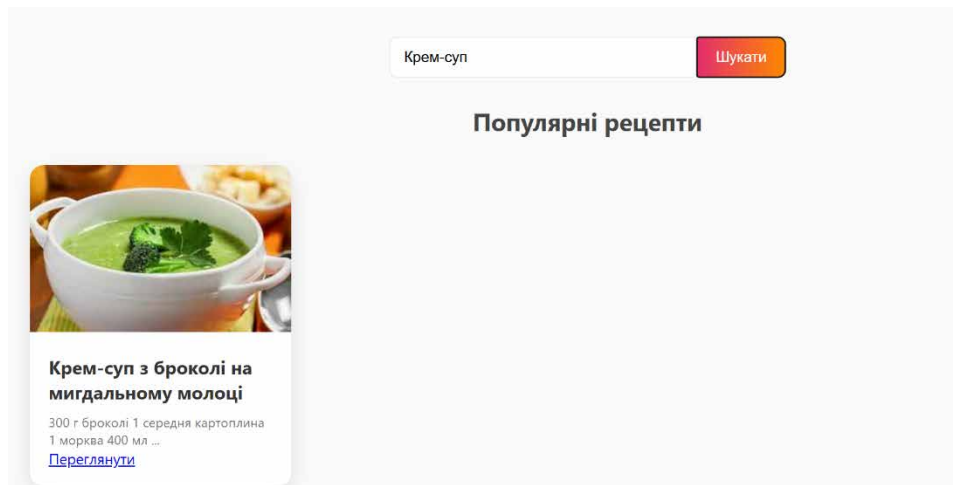 Крем-суп
Шукати
Популярні рецепти
Крем-суп з броколі на
мигдальному молоці
300 г броколі 1 середня картоплина
1 морква 400 мл ...
Переглянути